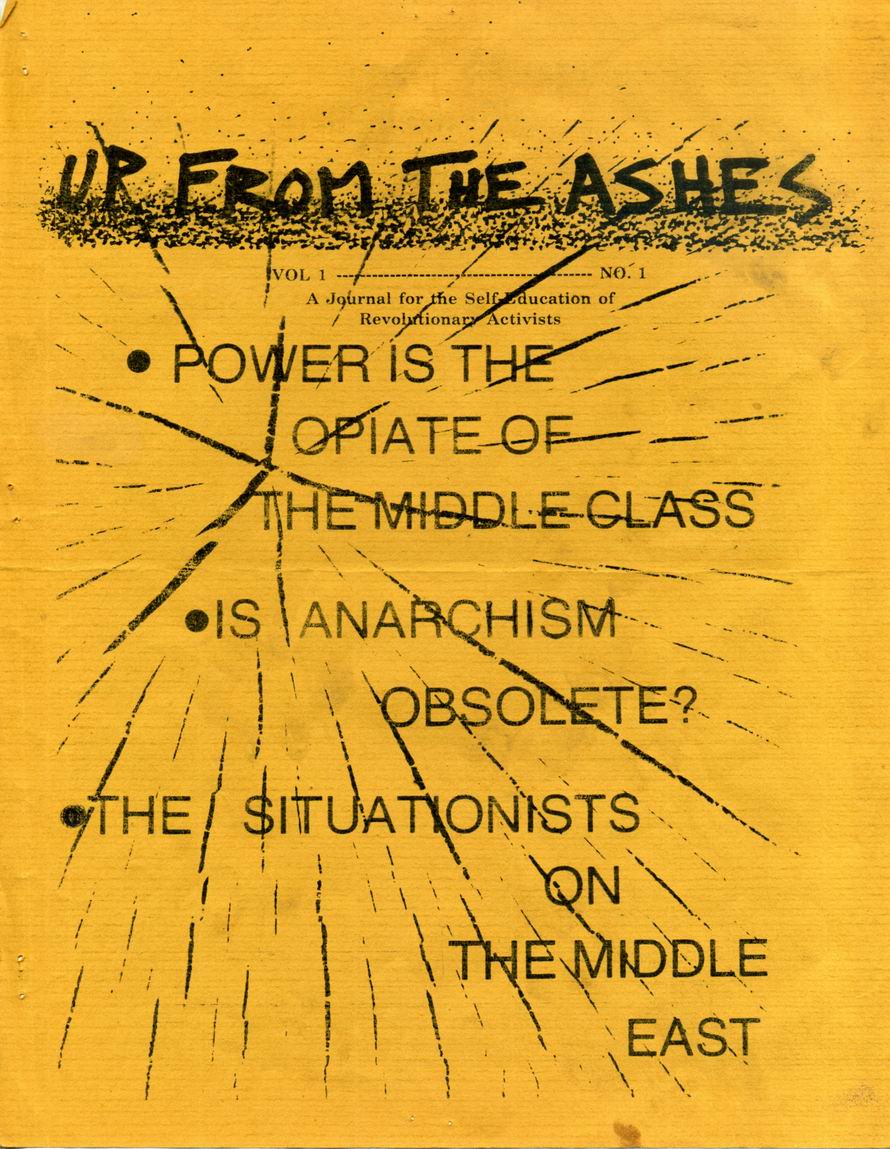 UP FROM THE ASHES
VOL 1 ------------------------------------------------ NO. 1
A Journal for the Self-Education of
Revolutionary Activists
● POWER IS THE
OPIATE OF
THE MIDDLE CLASS
● IS ANARCHISM
OBSOLETE?
● THE SITUATIONISTS
ON
THE MIDDLE
EAST